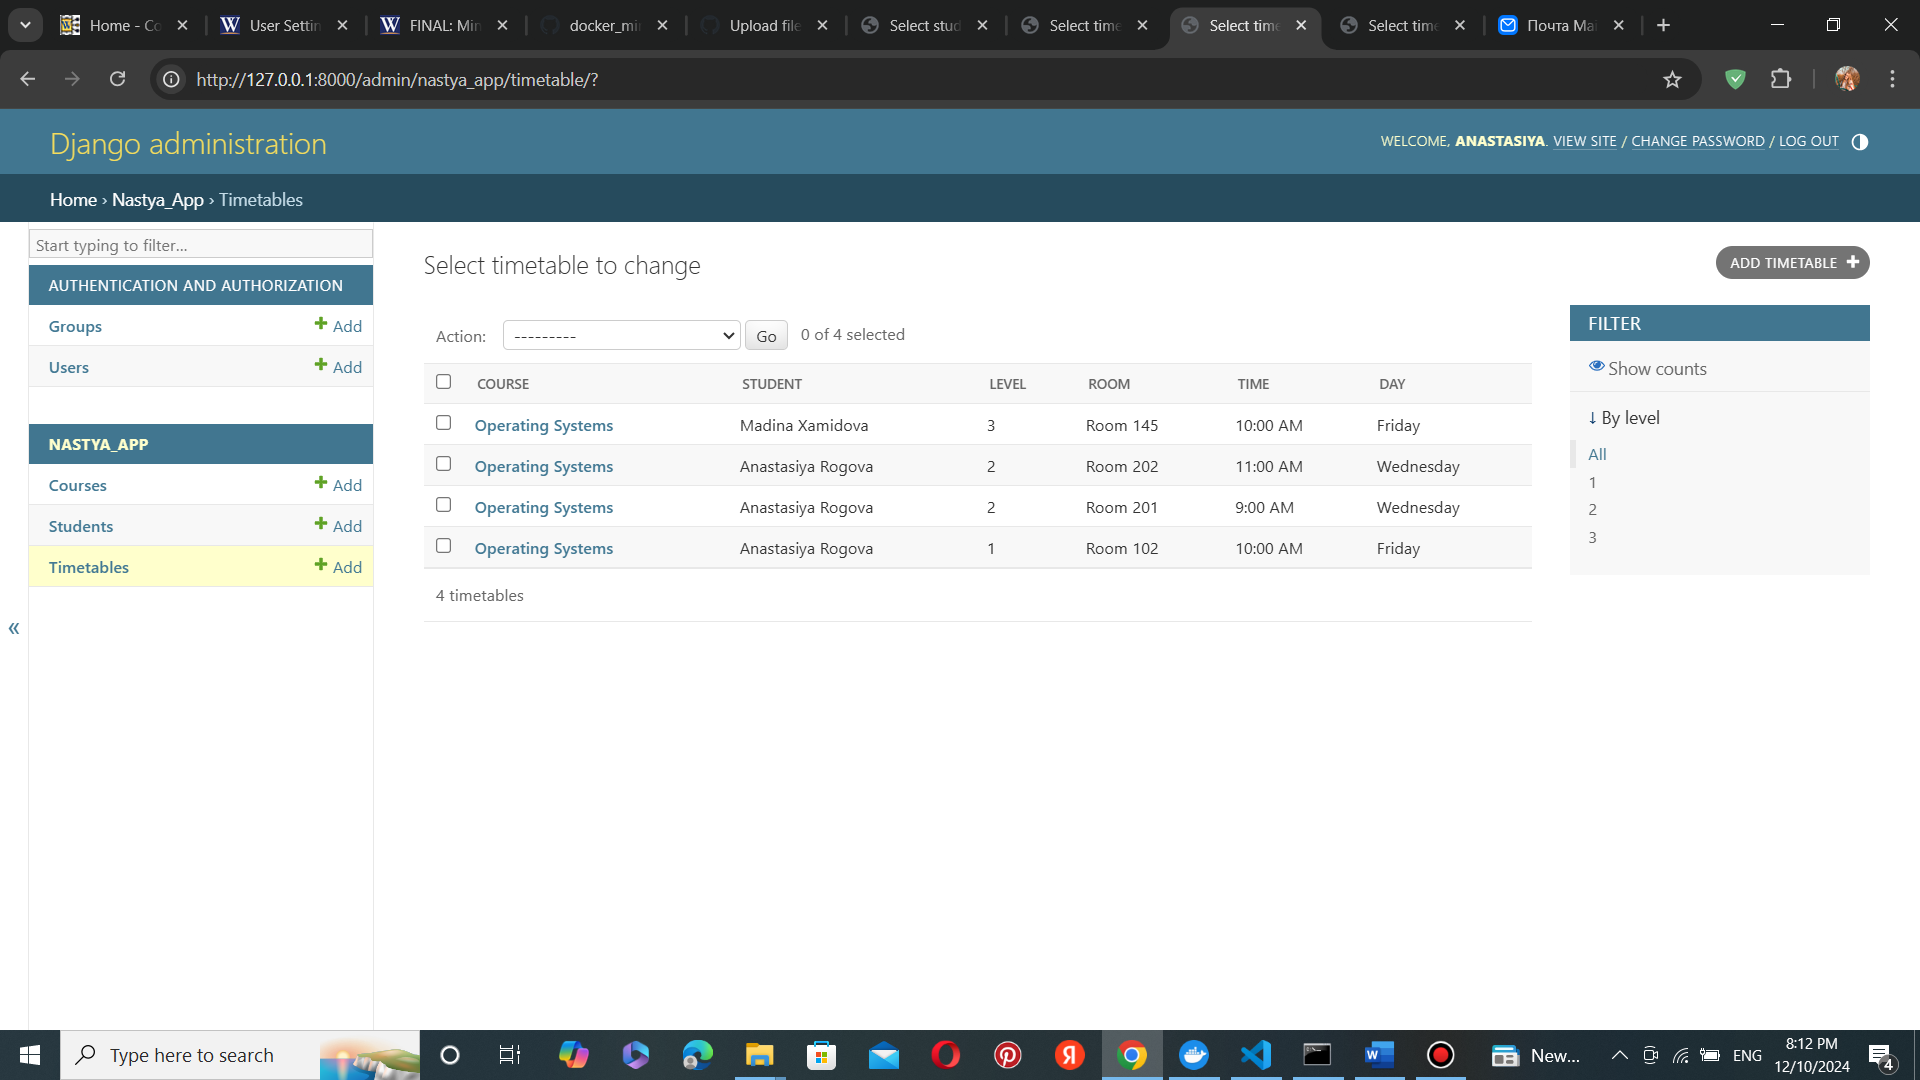 Home - Co
User Settin
FINAL: Min
docker_mi
Upload file
Select stud
Select time
Select time
Select time
Почта Mai
http://127.0.0.1:8000/admin/nastya_app/timetable/?
Django administration
WELCOME, ANASTASIYA. VIEW SITE / CHANGE PASSWORD / LOG OUT
Home › Nastya_App › Timetables
Start typing to filter...
AUTHENTICATION AND AUTHORIZATION
Groups + Add
Users + Add
NASTYA_APP
Courses + Add
Students + Add
Timetables + Add
«
Select timetable to change
ADD TIMETABLE +
Action: --------- Go 0 of 4 selected
COURSE STUDENT LEVEL ROOM TIME DAY
Operating Systems Madina Xamidova 3 Room 145 10:00 AM Friday
Operating Systems Anastasiya Rogova 2 Room 202 11:00 AM Wednesday
Operating Systems Anastasiya Rogova 2 Room 201 9:00 AM Wednesday
Operating Systems Anastasiya Rogova 1 Room 102 10:00 AM Friday
4 timetables
FILTER
Show counts
↓ By level
All
1
2
3
Type here to search
New...
ENG
8:12 PM
12/10/2024
4